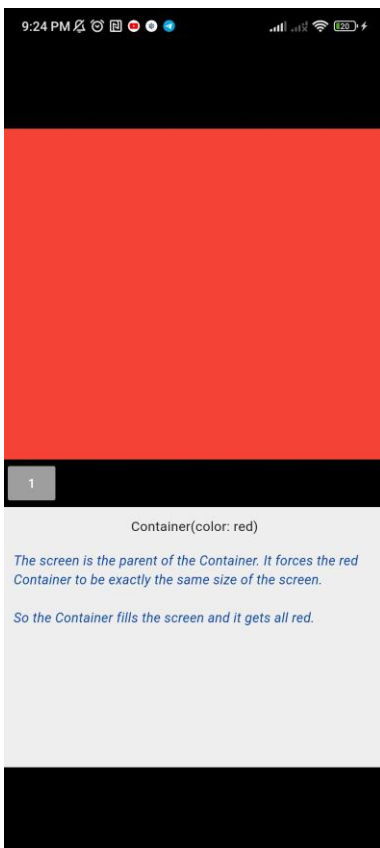 9:24 PM
820
1
Container(color: red)
The screen is the parent of the Container. It forces the red
Container to be exactly the same size of the screen.
So the Container fills the screen and it gets all red.